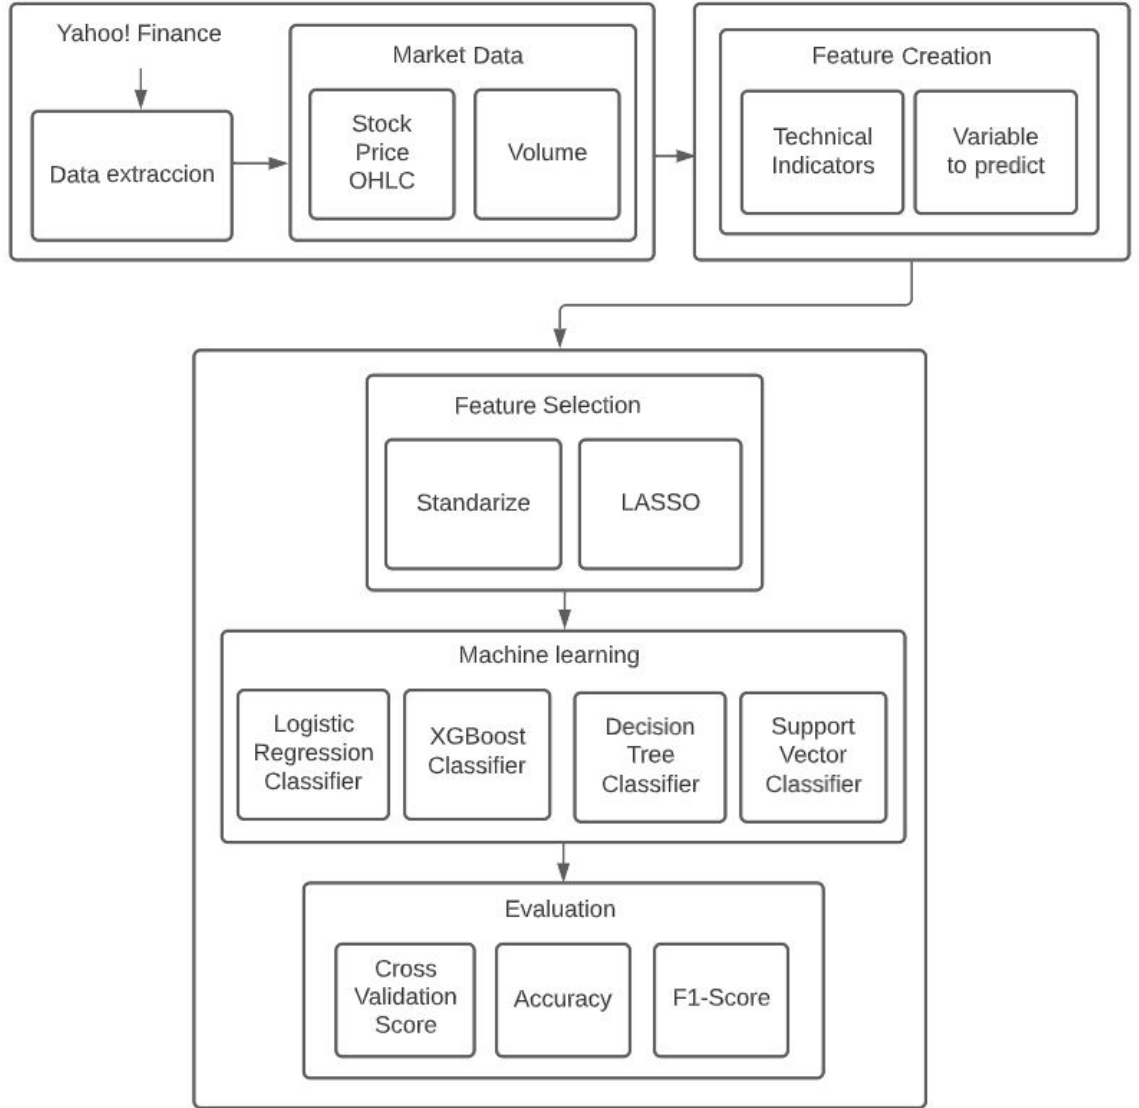 Yahoo! Finance
Data extraccion
Market Data
Stock
Price
OHLC
Volume
Feature Creation
Technical
Indicators
Variable
to predict
Feature Selection
Standarize
LASSO
Machine learning
Logistic
Regression
Classifier
XGBoost
Classifier
Decision
Tree
Classifier
Support
Vector
Classifier
Evaluation
Cross
Validation
Score
Accuracy
F1-Score